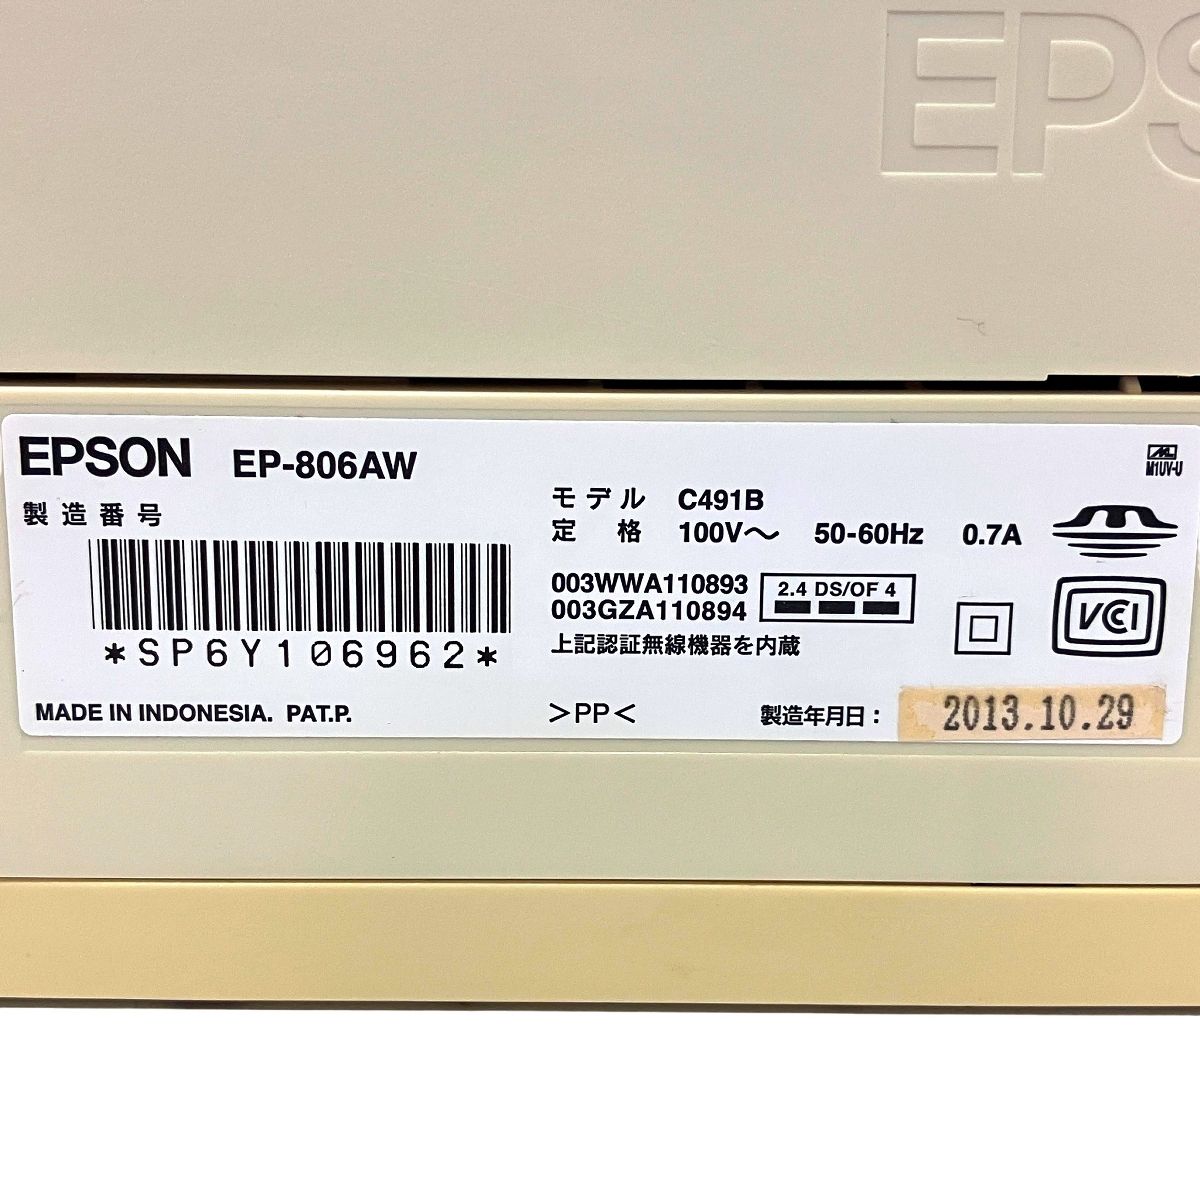 EPS
EPSON EP-806AW
製造番号
*SP6Y106962*
モデル C491B
定格 100V～ 50-60Hz 0.7A
003WWA110893
003GZA110894
2.4 DS/OF 4
上記認証無線機器を内蔵
M1UV-U
VCCI
MADE IN INDONESIA. PAT.P.
>PP<
製造年月日： 2013.10.29